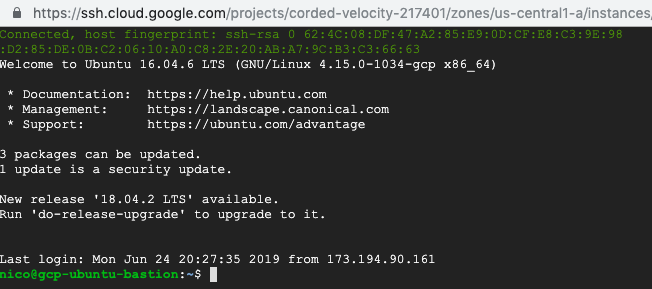 https://ssh.cloud.google.com/projects/corded-velocity-217401/zones/us-central1-a/instances/
Connected, host fingerprint: ssh-rsa 0 62:4C:08:DF:47:A2:85:E9:0D:CF:E8:C3:9E:98
:D2:85:DE:0B:C2:06:10:A0:C8:2E:20:AB:A7:9C:B3:C3:66:63
Welcome to Ubuntu 16.04.6 LTS (GNU/Linux 4.15.0-1034-gcp x86_64)
* Documentation: https://help.ubuntu.com
* Management: https://landscape.canonical.com
* Support: https://ubuntu.com/advantage
3 packages can be updated.
1 update is a security update.
New release '18.04.2 LTS' available.
Run 'do-release-upgrade' to upgrade to it.
Last login: Mon Jun 24 20:27:35 2019 from 173.194.90.161
nico@gcp-ubuntu-bastion:~$